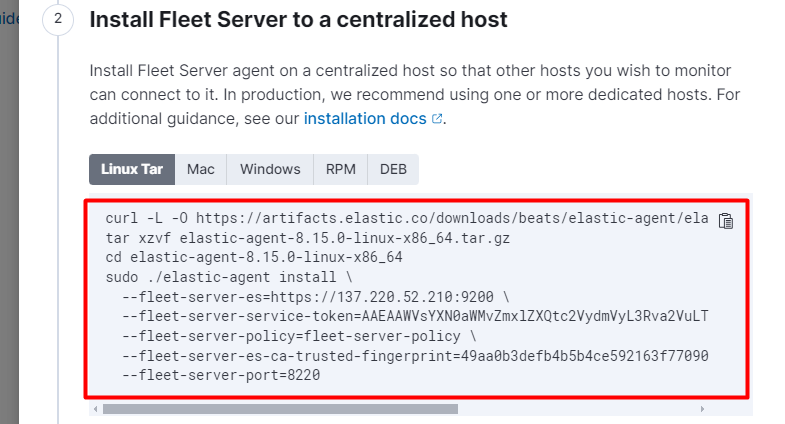 uide
2 Install Fleet Server to a centralized host
Install Fleet Server agent on a centralized host so that other hosts you wish to monitor
can connect to it. In production, we recommend using one or more dedicated hosts. For
additional guidance, see our installation docs.
Linux Tar Mac Windows RPM DEB
curl -L -O https://artifacts.elastic.co/downloads/beats/elastic-agent/ela
tar xzvf elastic-agent-8.15.0-linux-x86_64.tar.gz
cd elastic-agent-8.15.0-linux-x86_64
sudo ./elastic-agent install \
--fleet-server-es=https://137.220.52.210:9200 \
--fleet-server-service-token=AAEAAWVsYXN0aWMvZmxlZXQtc2VydmVyL3Rva2VuLT
--fleet-server-policy=fleet-server-policy \
--fleet-server-es-ca-trusted-fingerprint=49aa0b3defb4b5b4ce592163f77090
--fleet-server-port=8220